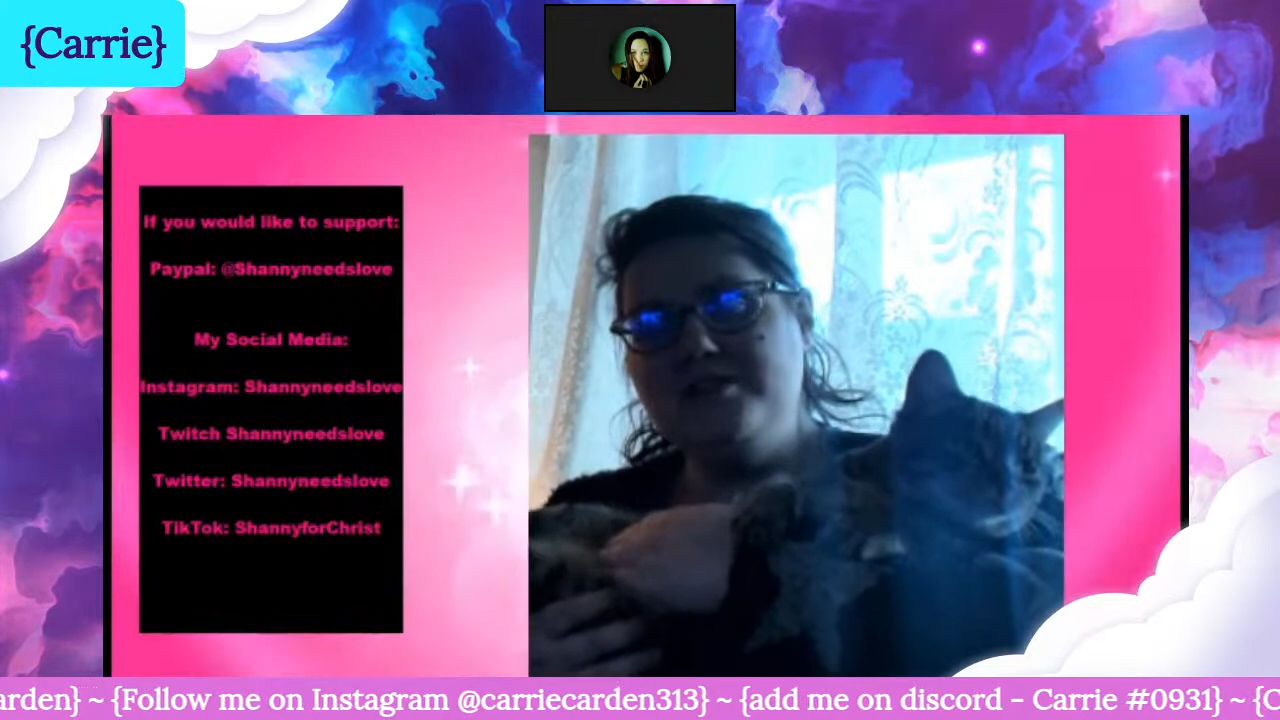 {Carrie}
If you would like to support:
Paypal: @Shannyneedslove
My Social Media:
Instagram: Shannyneedslove
Twitch Shannyneedslove
Twitter: Shannyneedslove
TikTok: ShannyforChrist
arden} ~ {Follow me on Instagram @carriecarden313} ~ {add me on discord - Carrie #0931} ~ {C